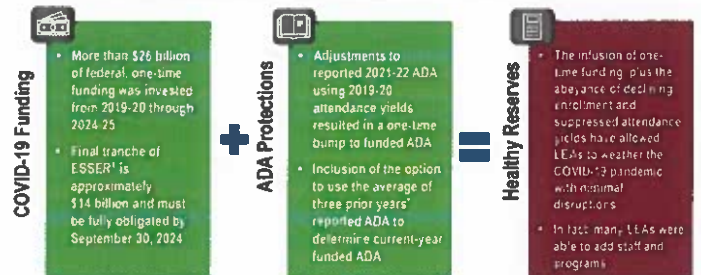 COVID-19 Funding
• More than $26 billion
of federal, one-time
funding was invested
from 2019-20 through
2024-25
• Final tranche of
ESSER¹ is
approximately
$14 billion and must
be fully obligated by
September 30, 2024
ADA Protections
• Adjustments to
reported 2021-22 ADA
using 2019-20
attendance yields
resulted in a one-time
bump to funded ADA
• Inclusion of the option
to use the average of
three prior years'
reported ADA to
determine current-year
funded ADA
Healthy Reserves
• The infusion of one-
time funding plus the
abeyance of declining
enrollment and
suppressed attendance
yields have allowed
LEAs to weather the
COVID-19 pandemic
with minimal
disruptions
• In fact many LEAs were
able to add staff and
programs